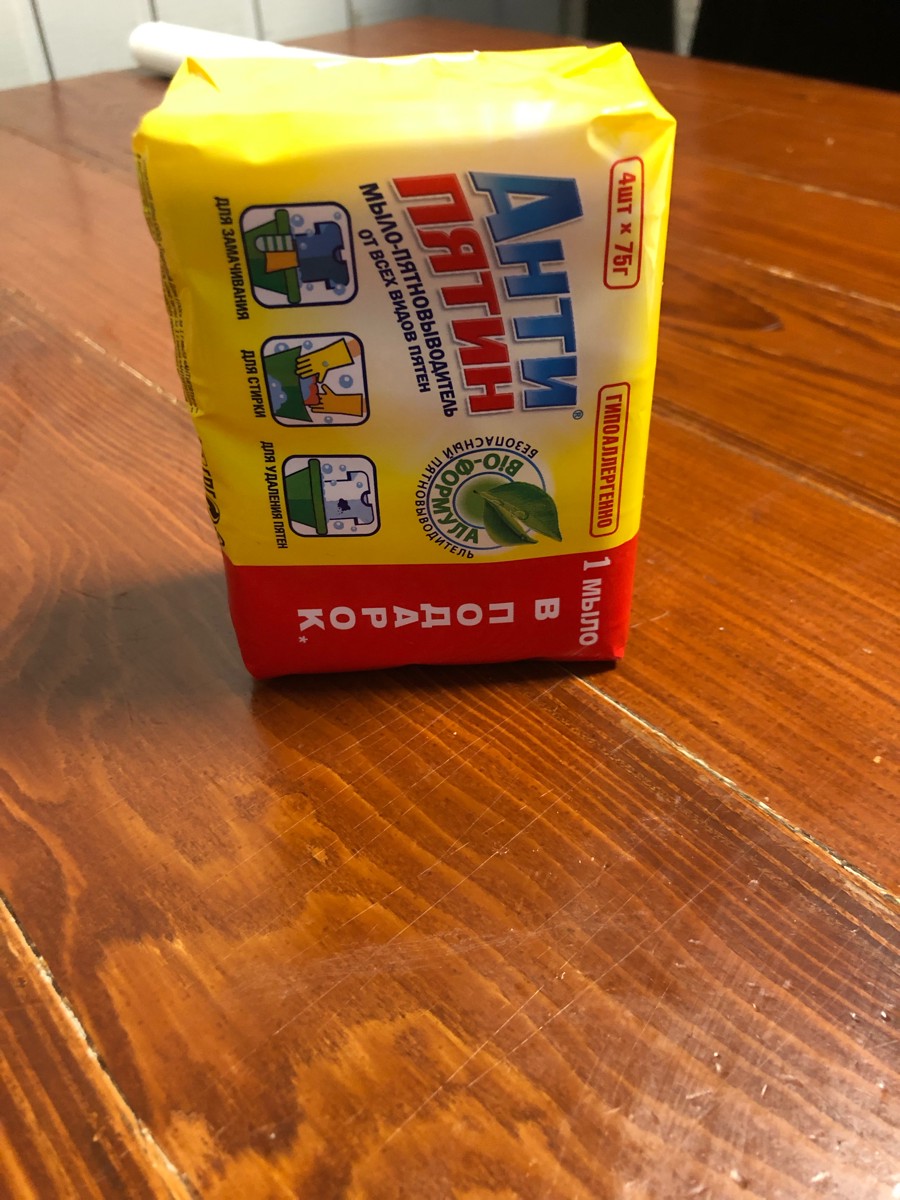 4шт x 75г
ГИПОАЛЛЕРГЕННО
АНТИ®
ПЯТИН
МЫЛО-ПЯТНОВЫВОДИТЕЛЬ
ОТ ВСЕХ ВИДОВ ПЯТЕН
БЕЗОПАСНЫЙ ПЯТНОВЫВОДИТЕЛЬ
BIO-ФОРМУЛА
ДЛЯ ЗАМАЧИВАНИЯ
ДЛЯ СТИРКИ
ДЛЯ УДАЛЕНИЯ ПЯТЕН
1 МЫЛО
В
ПОДАРОК*